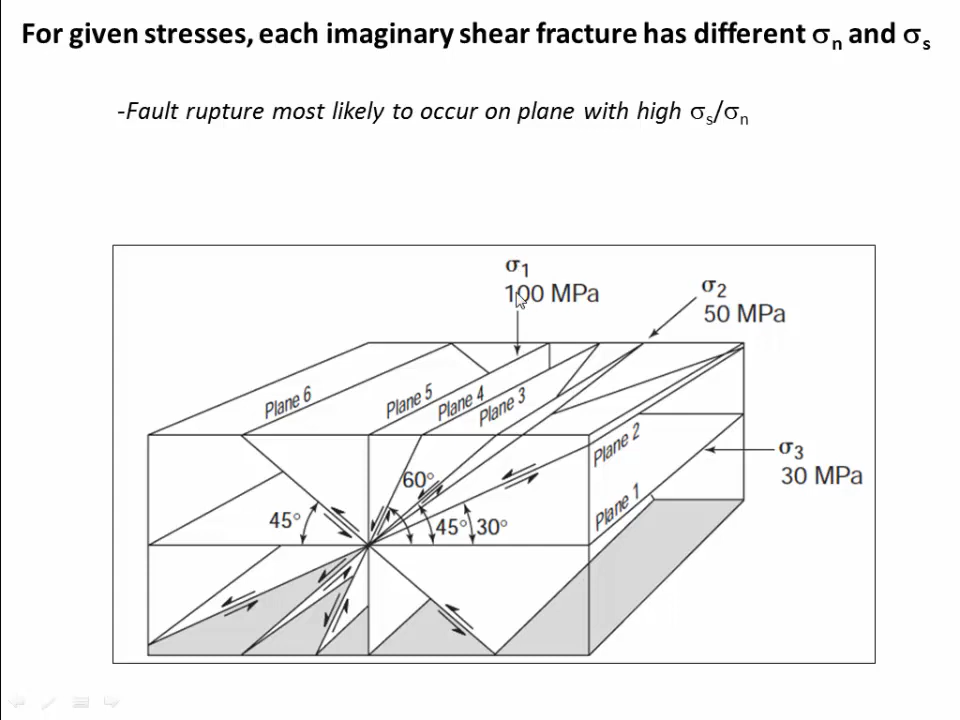 For given stresses, each imaginary shear fracture has different σn and σs
-Fault rupture most likely to occur on plane with high σs/σn
σ1
100 MPa
σ2
50 MPa
Plane 6
Plane 5
Plane 4
Plane 3
Plane 2
σ3
30 MPa
60°
Plane 1
45°
45°
30°